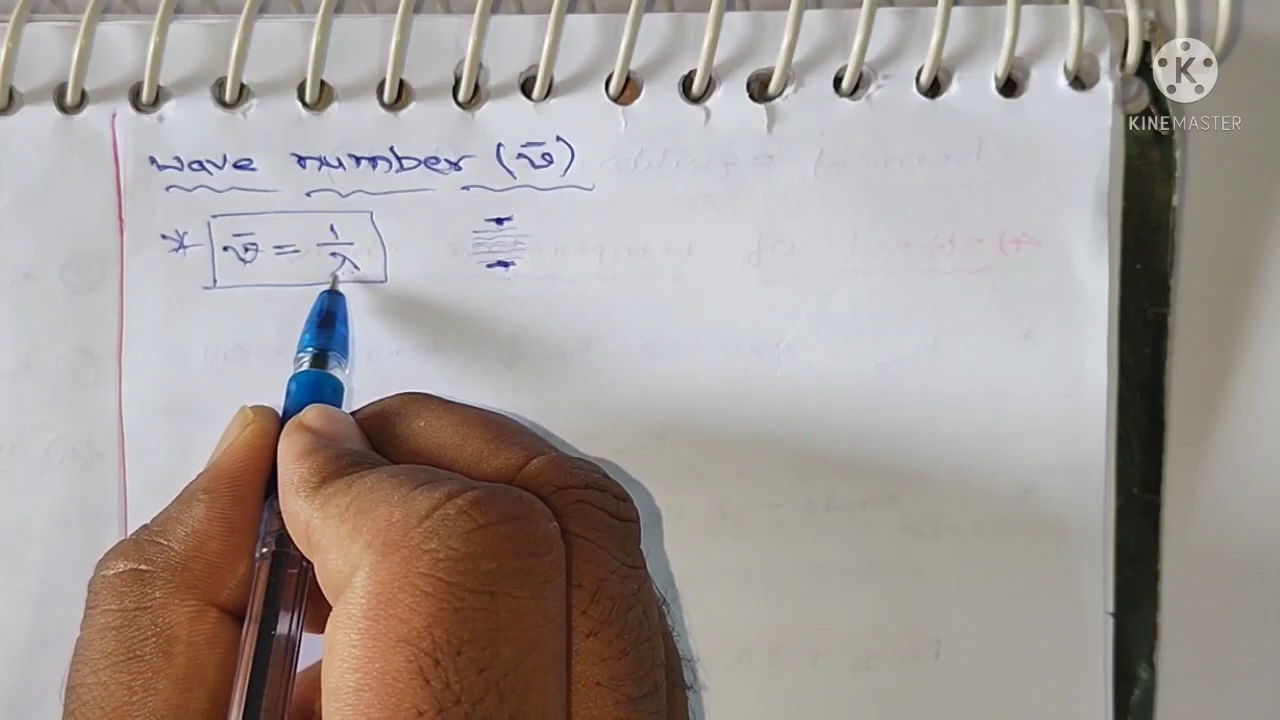 wave number (ν̄)
* ν̄ = 1/λ
KINEMASTER